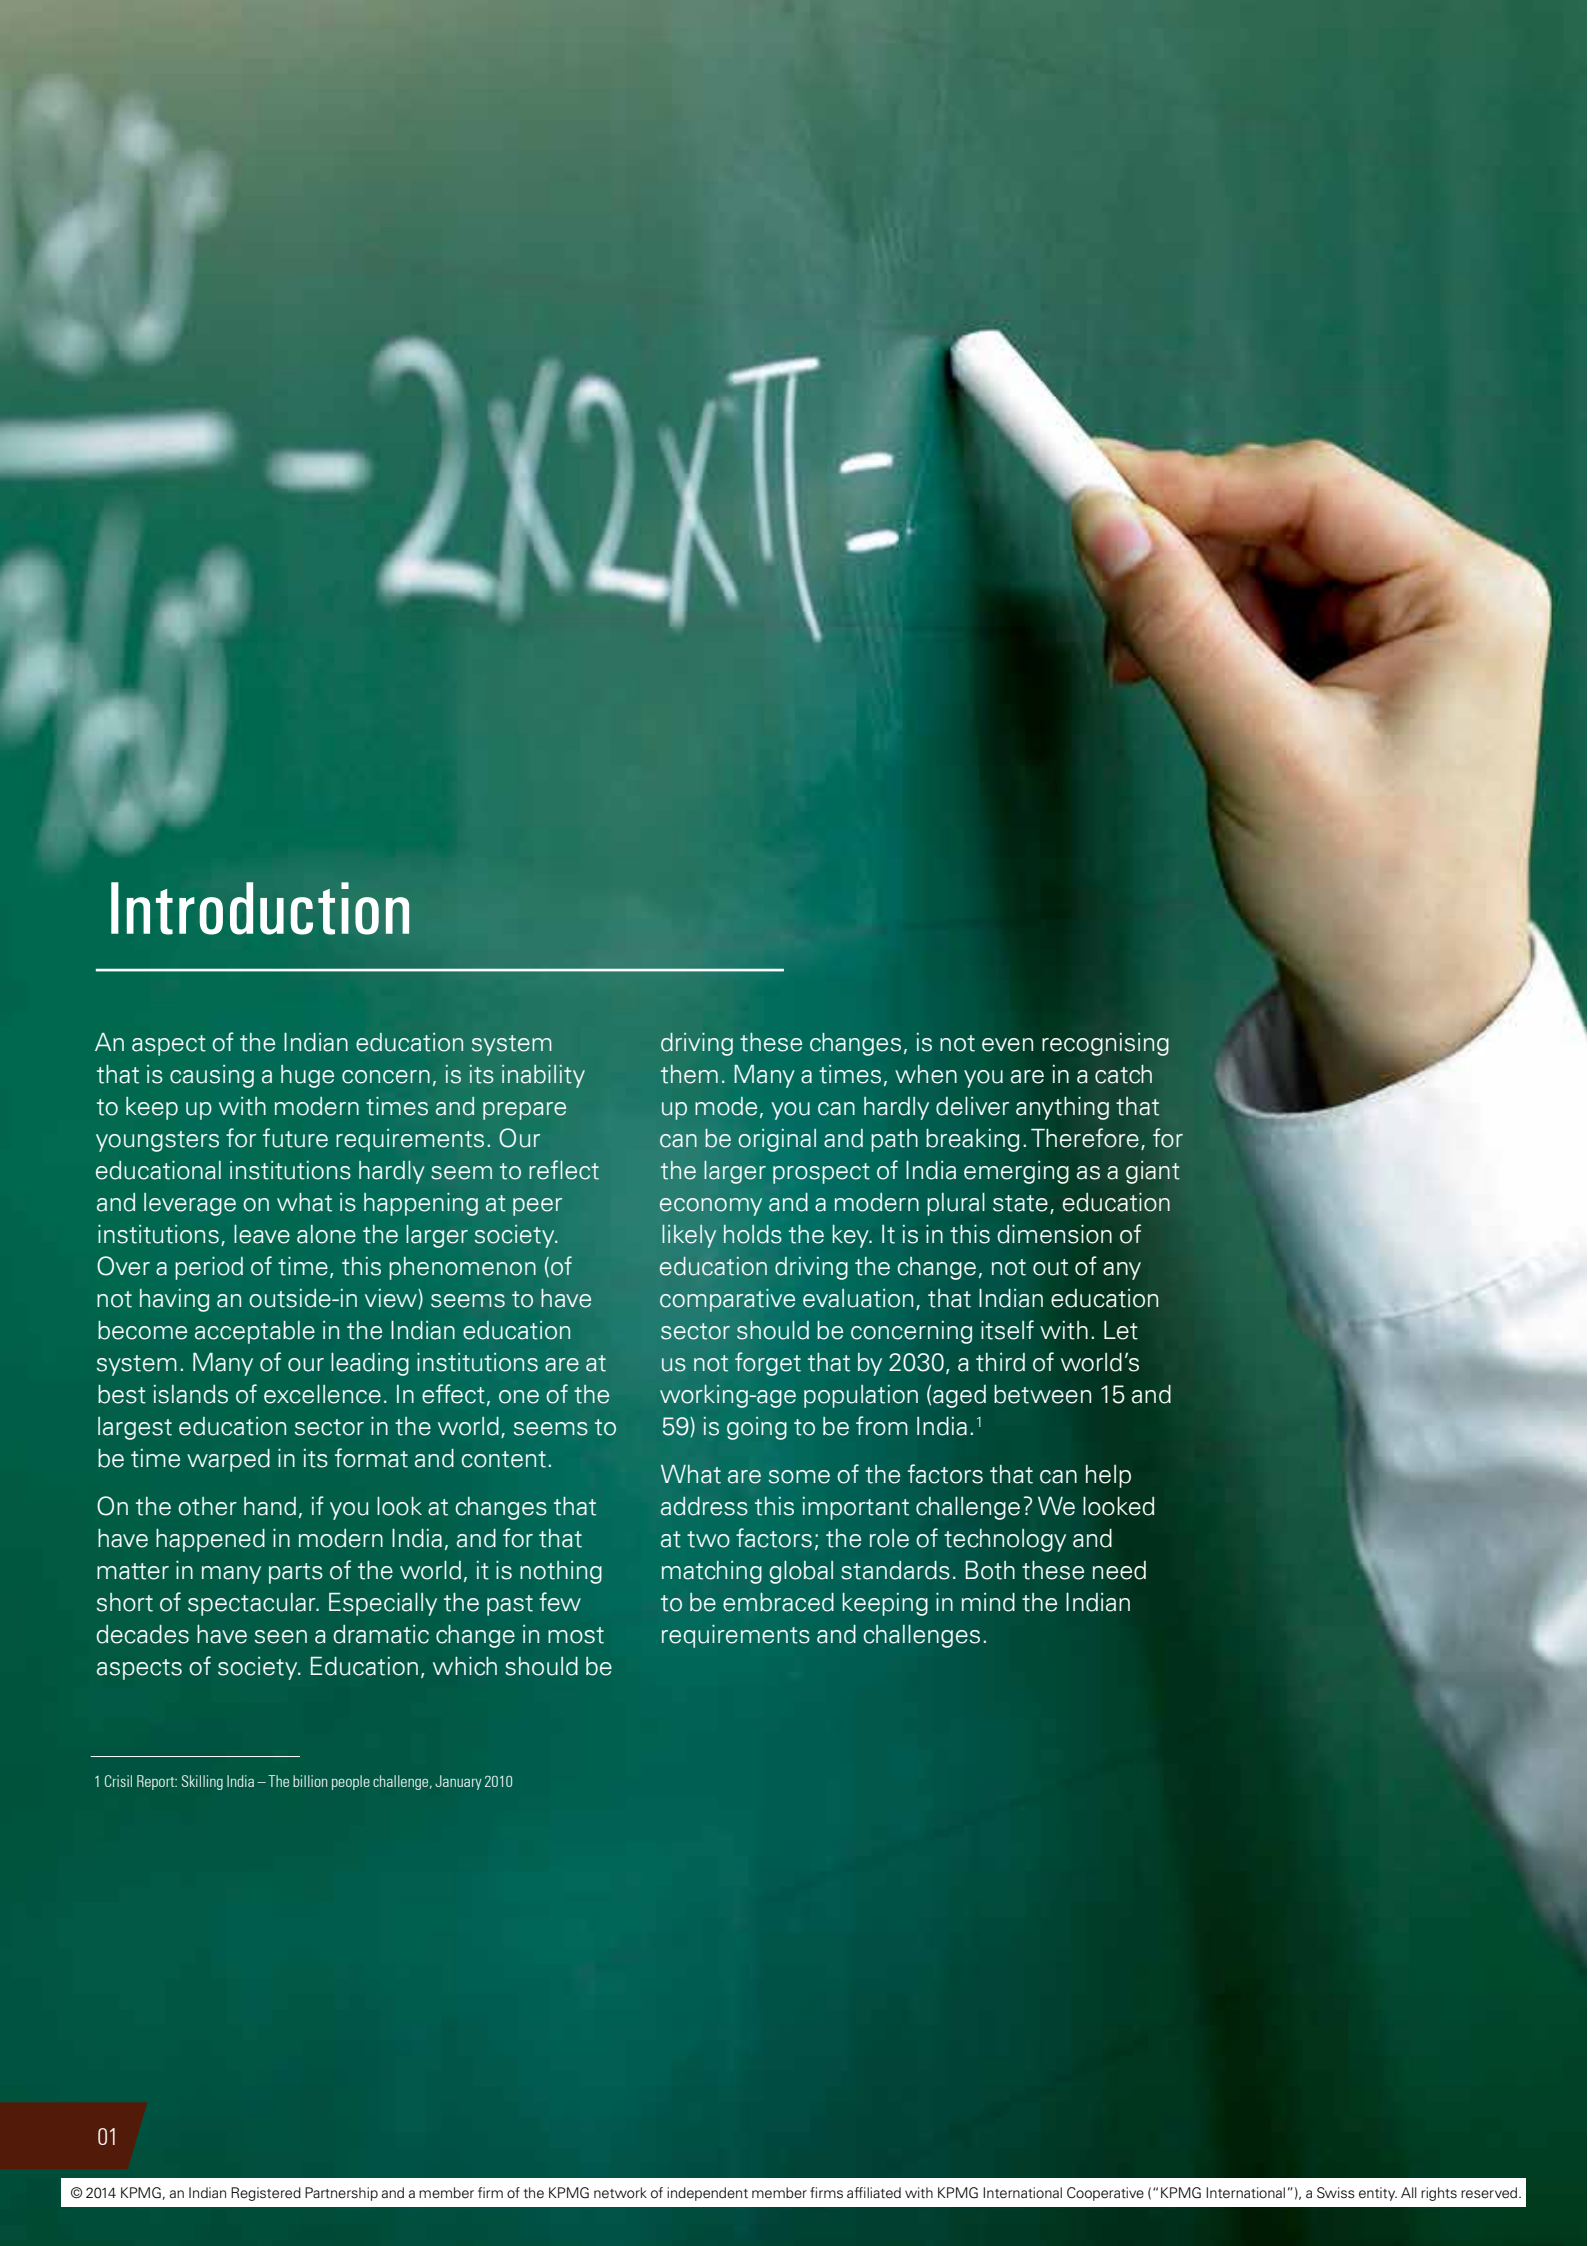 -2x2xπ=
Introduction
An aspect of the Indian education system
that is causing a huge concern, is its inability
to keep up with modern times and prepare
youngsters for future requirements. Our
educational institutions hardly seem to reflect
and leverage on what is happening at peer
institutions, leave alone the larger society.
Over a period of time, this phenomenon (of
not having an outside-in view) seems to have
become acceptable in the Indian education
system. Many of our leading institutions are at
best islands of excellence. In effect, one of the
largest education sector in the world, seems to
be time warped in its format and content.
On the other hand, if you look at changes that
have happened in modern India, and for that
matter in many parts of the world, it is nothing
short of spectacular. Especially the past few
decades have seen a dramatic change in most
aspects of society. Education, which should be
driving these changes, is not even recognising
them. Many a times, when you are in a catch
up mode, you can hardly deliver anything that
can be original and path breaking. Therefore, for
the larger prospect of India emerging as a giant
economy and a modern plural state, education
likely holds the key. It is in this dimension of
education driving the change, not out of any
comparative evaluation, that Indian education
sector should be concerning itself with. Let
us not forget that by 2030, a third of world’s
working-age population (aged between 15 and
59) is going to be from India.¹
What are some of the factors that can help
address this important challenge? We looked
at two factors; the role of technology and
matching global standards. Both these need
to be embraced keeping in mind the Indian
requirements and challenges.
1 Crisil Report: Skilling India – The billion people challenge, January 2010
01
© 2014 KPMG, an Indian Registered Partnership and a member firm of the KPMG network of independent member firms affiliated with KPMG International Cooperative (“KPMG International”), a Swiss entity. All rights reserved.